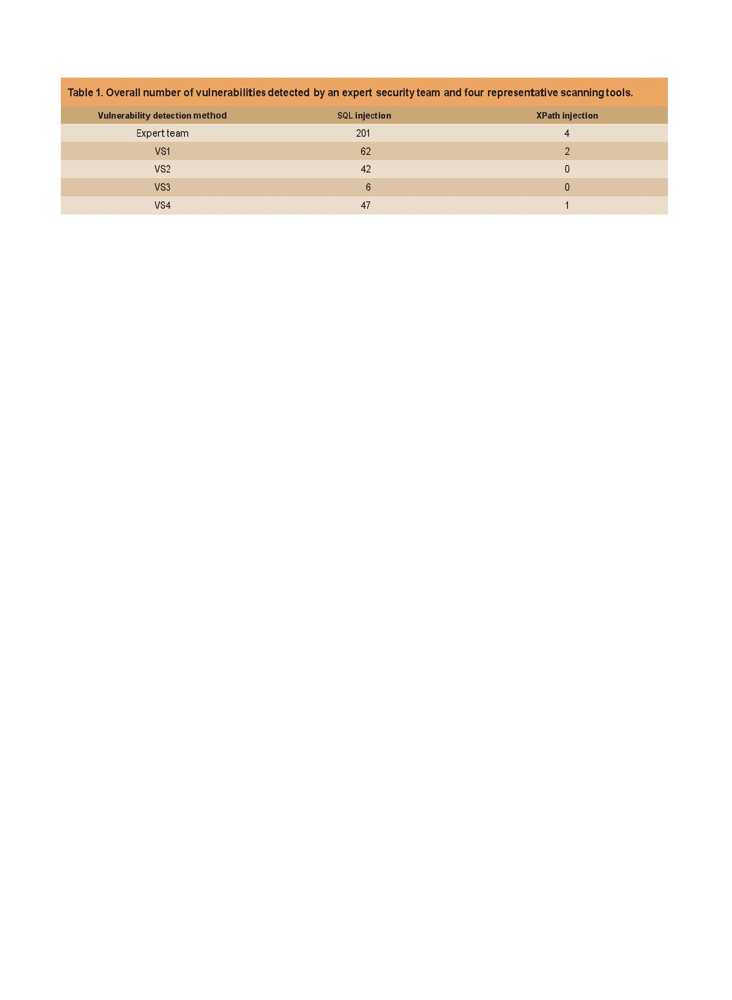 Table 1. Overall number of vulnerabilities detected by an expert security team and four representative scanning tools.
Vulnerability detection method SQL injection XPath injection
Expert team 201 4
VS1 62 2
VS2 42 0
VS3 6 0
VS4 47 1